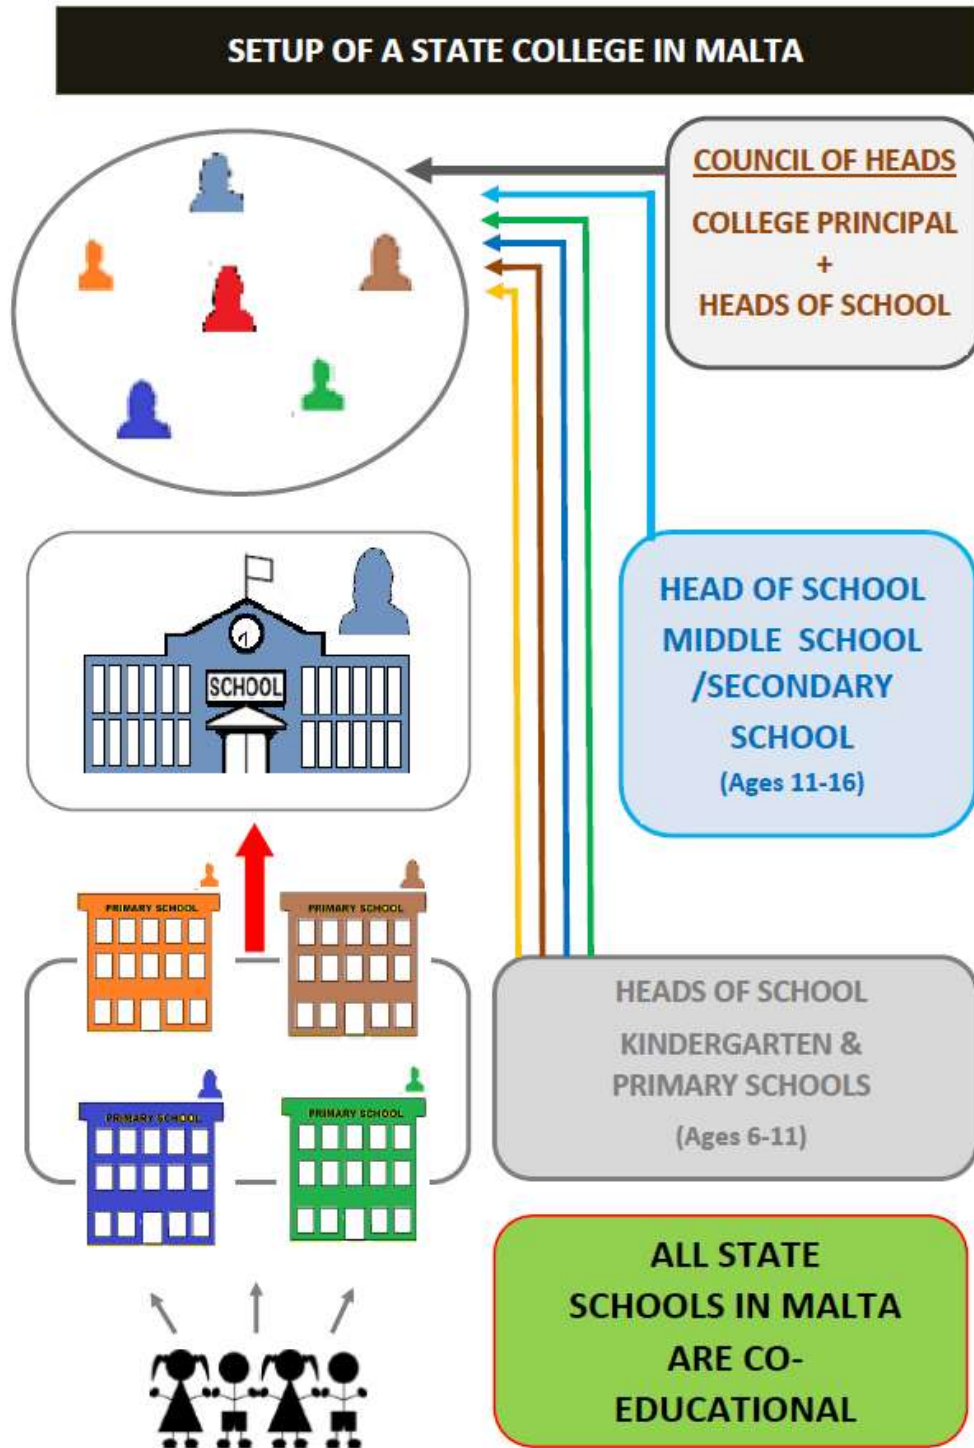 SETUP OF A STATE COLLEGE IN MALTA
COUNCIL OF HEADS
COLLEGE PRINCIPAL
+
HEADS OF SCHOOL
HEAD OF SCHOOL
MIDDLE SCHOOL
/SECONDARY
SCHOOL
(Ages 11-16)
SCHOOL
PRIMARY SCHOOL
PRIMARY SCHOOL
HEADS OF SCHOOL
KINDERGARTEN &
PRIMARY SCHOOLS
(Ages 6-11)
PRIMARY SCHOOL
PRIMARY SCHOOL
ALL STATE
SCHOOLS IN MALTA
ARE CO-
EDUCATIONAL